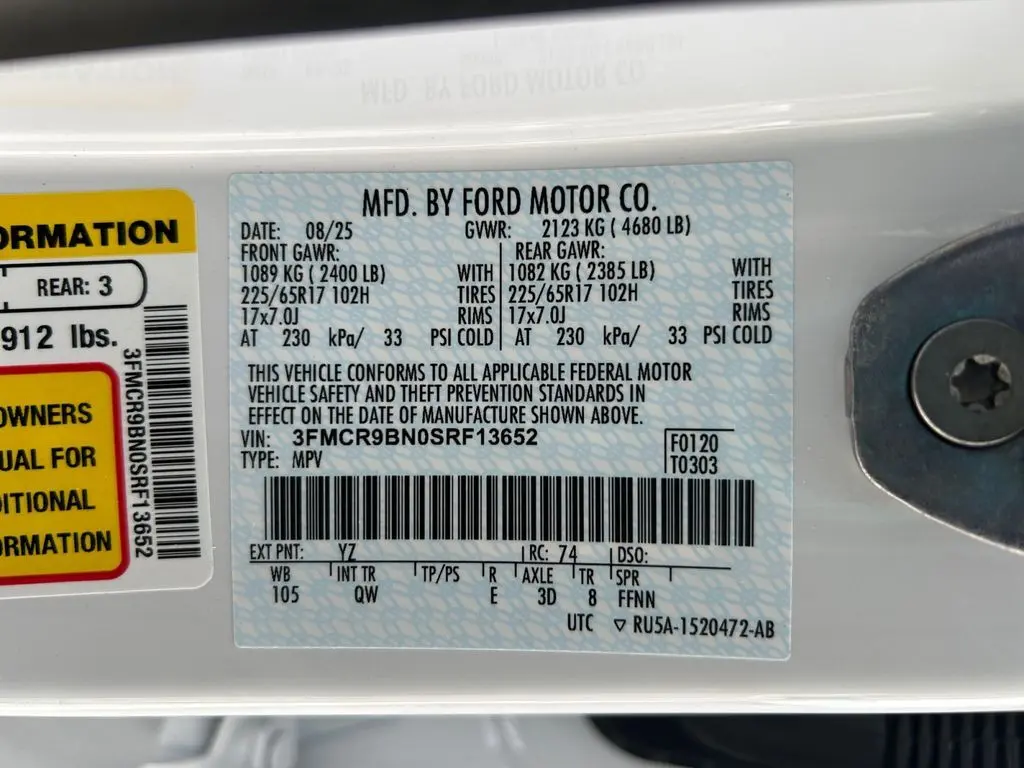 MFD. BY FORD MOTOR CO.
DATE: 08/25 GVWR: 2123 KG ( 4680 LB)
FRONT GAWR: REAR GAWR:
1089 KG ( 2400 LB) WITH 1082 KG ( 2385 LB) WITH
225/65R17 102H TIRES 225/65R17 102H TIRES
17x7.0J RIMS 17x7.0J RIMS
AT 230 kPa/ 33 PSI COLD AT 230 kPa/ 33 PSI COLD
THIS VEHICLE CONFORMS TO ALL APPLICABLE FEDERAL MOTOR
VEHICLE SAFETY AND THEFT PREVENTION STANDARDS IN
EFFECT ON THE DATE OF MANUFACTURE SHOWN ABOVE.
VIN: 3FMCR9BN0SRF13652 F0120
TYPE: MPV T0303
EXT PNT: YZ RC: 74 DSO:
WB INT TR TP/PS R AXLE TR SPR
105 QW E 3D 8 FFNN
UTC ▽ RU5A-1520472-AB
ORMATION
REAR: 3
912 lbs.
3FMCR9BN0SRF13652
OWNERS
UAL FOR
DITIONAL
ORMATION
MFD. BY FORD MOTOR CO.